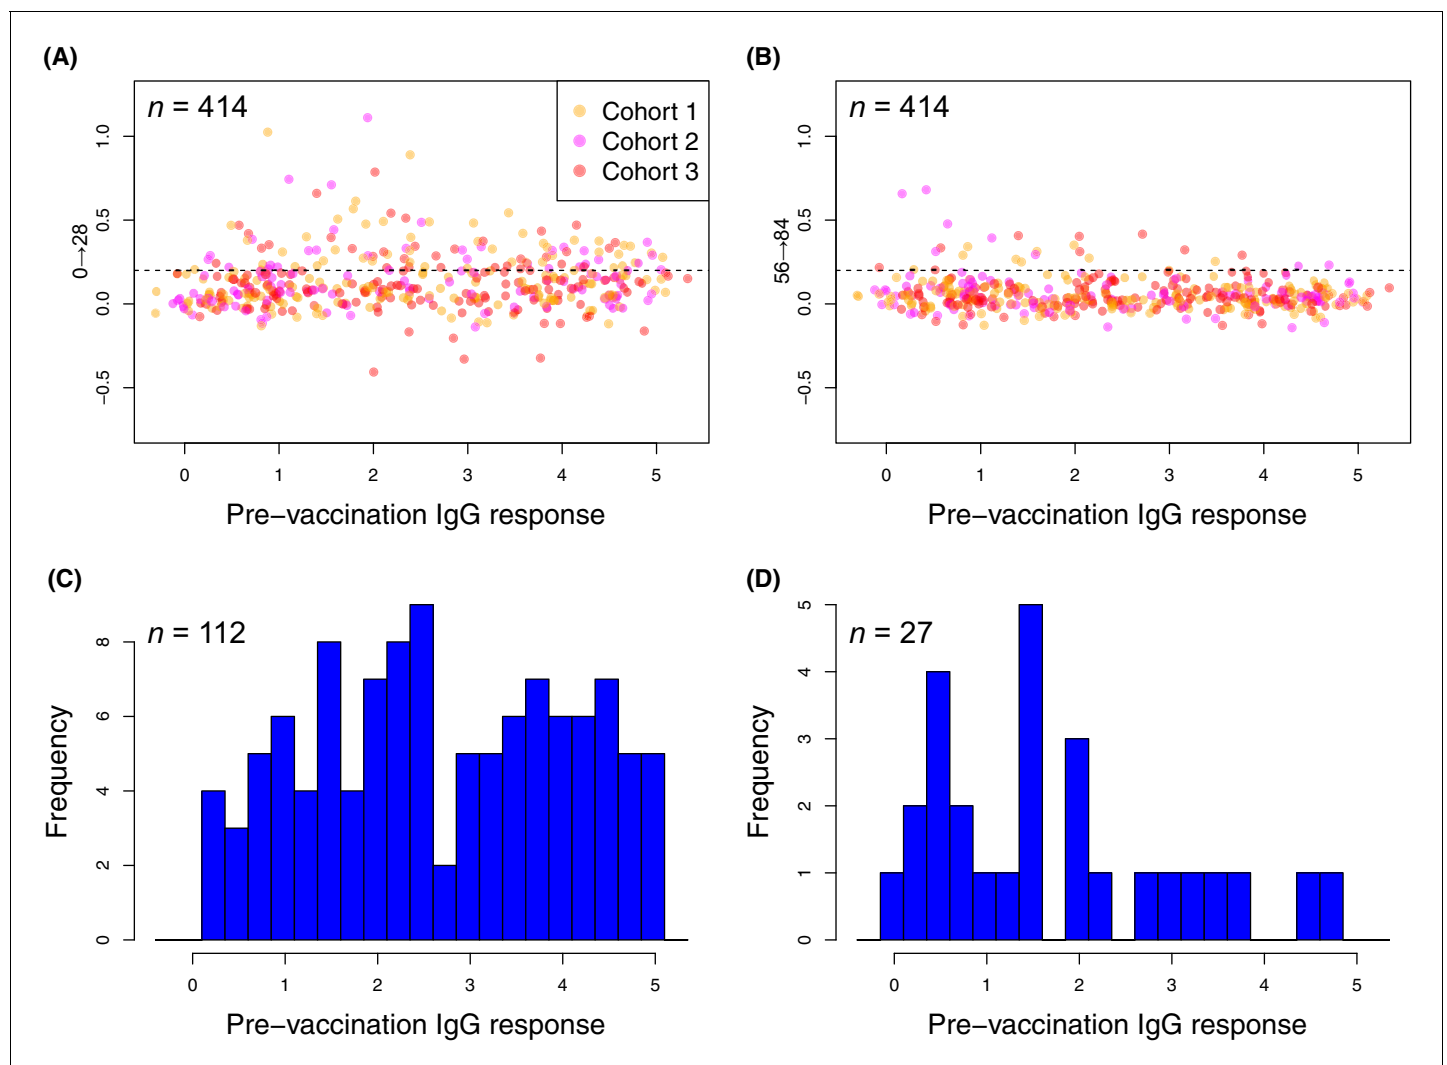 (A)
n = 414
Cohort 1
Cohort 2
Cohort 3
0→28
1.0
0.5
0.0
−0.5
0 1 2 3 4 5
Pre−vaccination IgG response
(B)
n = 414
56→84
1.0
0.5
0.0
−0.5
0 1 2 3 4 5
Pre−vaccination IgG response
(C)
n = 112
Frequency
8
6
4
2
0
0 1 2 3 4 5
Pre−vaccination IgG response
(D)
n = 27
Frequency
5
4
3
2
1
0
0 1 2 3 4 5
Pre−vaccination IgG response